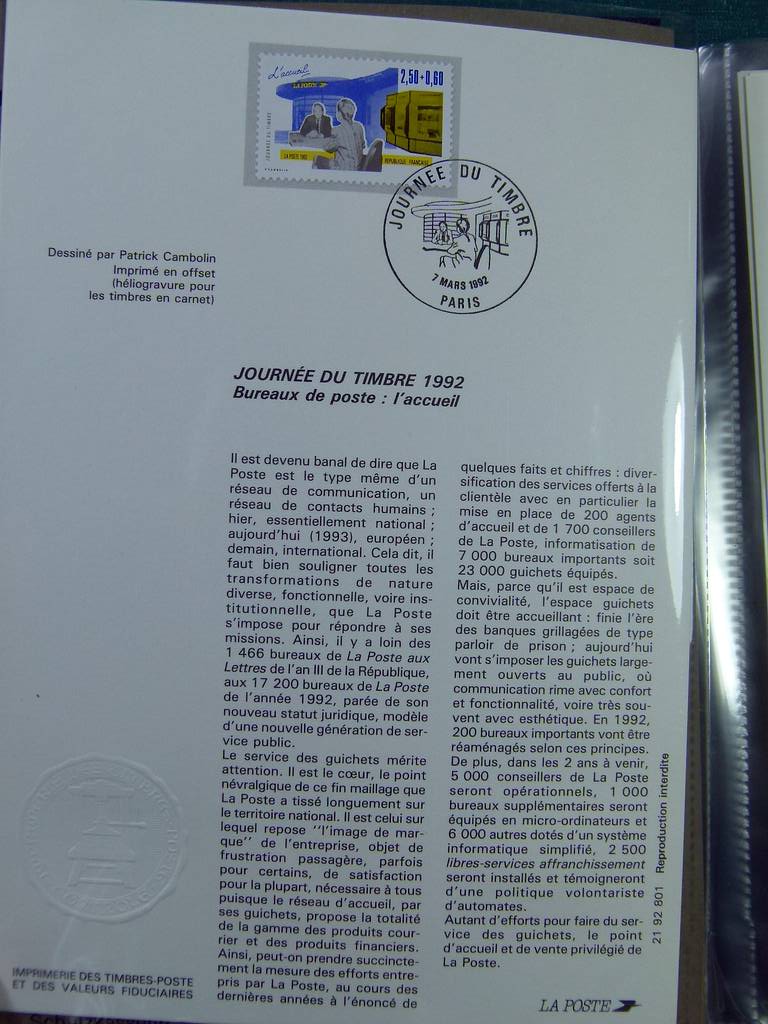 L'accueil
2,50+0,60
LA POSTE
JOURNÉE DU TIMBRE
LA POSTE 1992
RÉPUBLIQUE FRANÇAISE
JOURNEE DU TIMBRE
7 MARS 1992
PARIS
Dessiné par Patrick Cambolin
Imprimé en offset
(héliogravure pour
les timbres en carnet)
JOURNÉE DU TIMBRE 1992
Bureaux de poste : l'accueil
Il est devenu banal de dire que La
Poste est le type même d'un
réseau de communication, un
réseau de contacts humains ;
hier, essentiellement national ;
aujourd'hui (1993), européen ;
demain, international. Cela dit, il
faut bien souligner toutes les
transformations de nature
diverse, fonctionnelle, voire ins-
titutionnelle, que La Poste
s'impose pour répondre à ses
missions. Ainsi, il y a loin des
1 466 bureaux de La Poste aux
Lettres de l'an III de la République,
aux 17 200 bureaux de La Poste
de l'année 1992, parée de son
nouveau statut juridique, modèle
d'une nouvelle génération de ser-
vice public.
Le service des guichets mérite
attention. Il est le cœur, le point
névralgique de ce fin maillage que
La Poste a tissé longuement sur
le territoire national. Il est celui sur
lequel repose ''l'image de mar-
que'' de l'entreprise, objet de
frustration passagère, parfois
pour certains, de satisfaction
pour la plupart, nécessaire à tous
puisque le réseau d'accueil, par
ses guichets, propose la totalité
de la gamme des produits cour-
rier et des produits financiers.
Ainsi, peut-on prendre succincte-
ment la mesure des efforts entre-
pris par La Poste, au cours des
dernières années à l'énoncé de
quelques faits et chiffres : diver-
sification des services offerts à la
clientèle avec en particulier la
mise en place de 200 agents
d'accueil et de 1 700 conseillers
de La Poste, informatisation de
7 000 bureaux importants soit
23 000 guichets équipés.
Mais, parce qu'il est espace de
convivialité, l'espace guichets
doit être accueillant : finie l'ère
des banques grillagées de type
parloir de prison ; aujourd'hui
vont s'imposer les guichets large-
ment ouverts au public, où
communication rime avec confort
et fonctionnalité, voire très sou-
vent avec esthétique. En 1992,
200 bureaux importants vont être
réaménagés selon ces principes.
De plus, dans les 2 ans à venir,
5 000 conseillers de La Poste
seront opérationnels, 1 000
bureaux supplémentaires seront
équipés en micro-ordinateurs et
6 000 autres dotés d'un système
informatique simplifié, 2 500
libres-services affranchissement
seront installés et témoigneront
d'une politique volontariste
d'automates.
Autant d'efforts pour faire du ser-
vice des guichets, le point
d'accueil et de vente privilégié de
La Poste.
21 92 801 Reproduction interdite
IMPRIMERIE DES TIMBRES-POSTE
ET DES VALEURS FIDUCIAIRES
LA POSTE